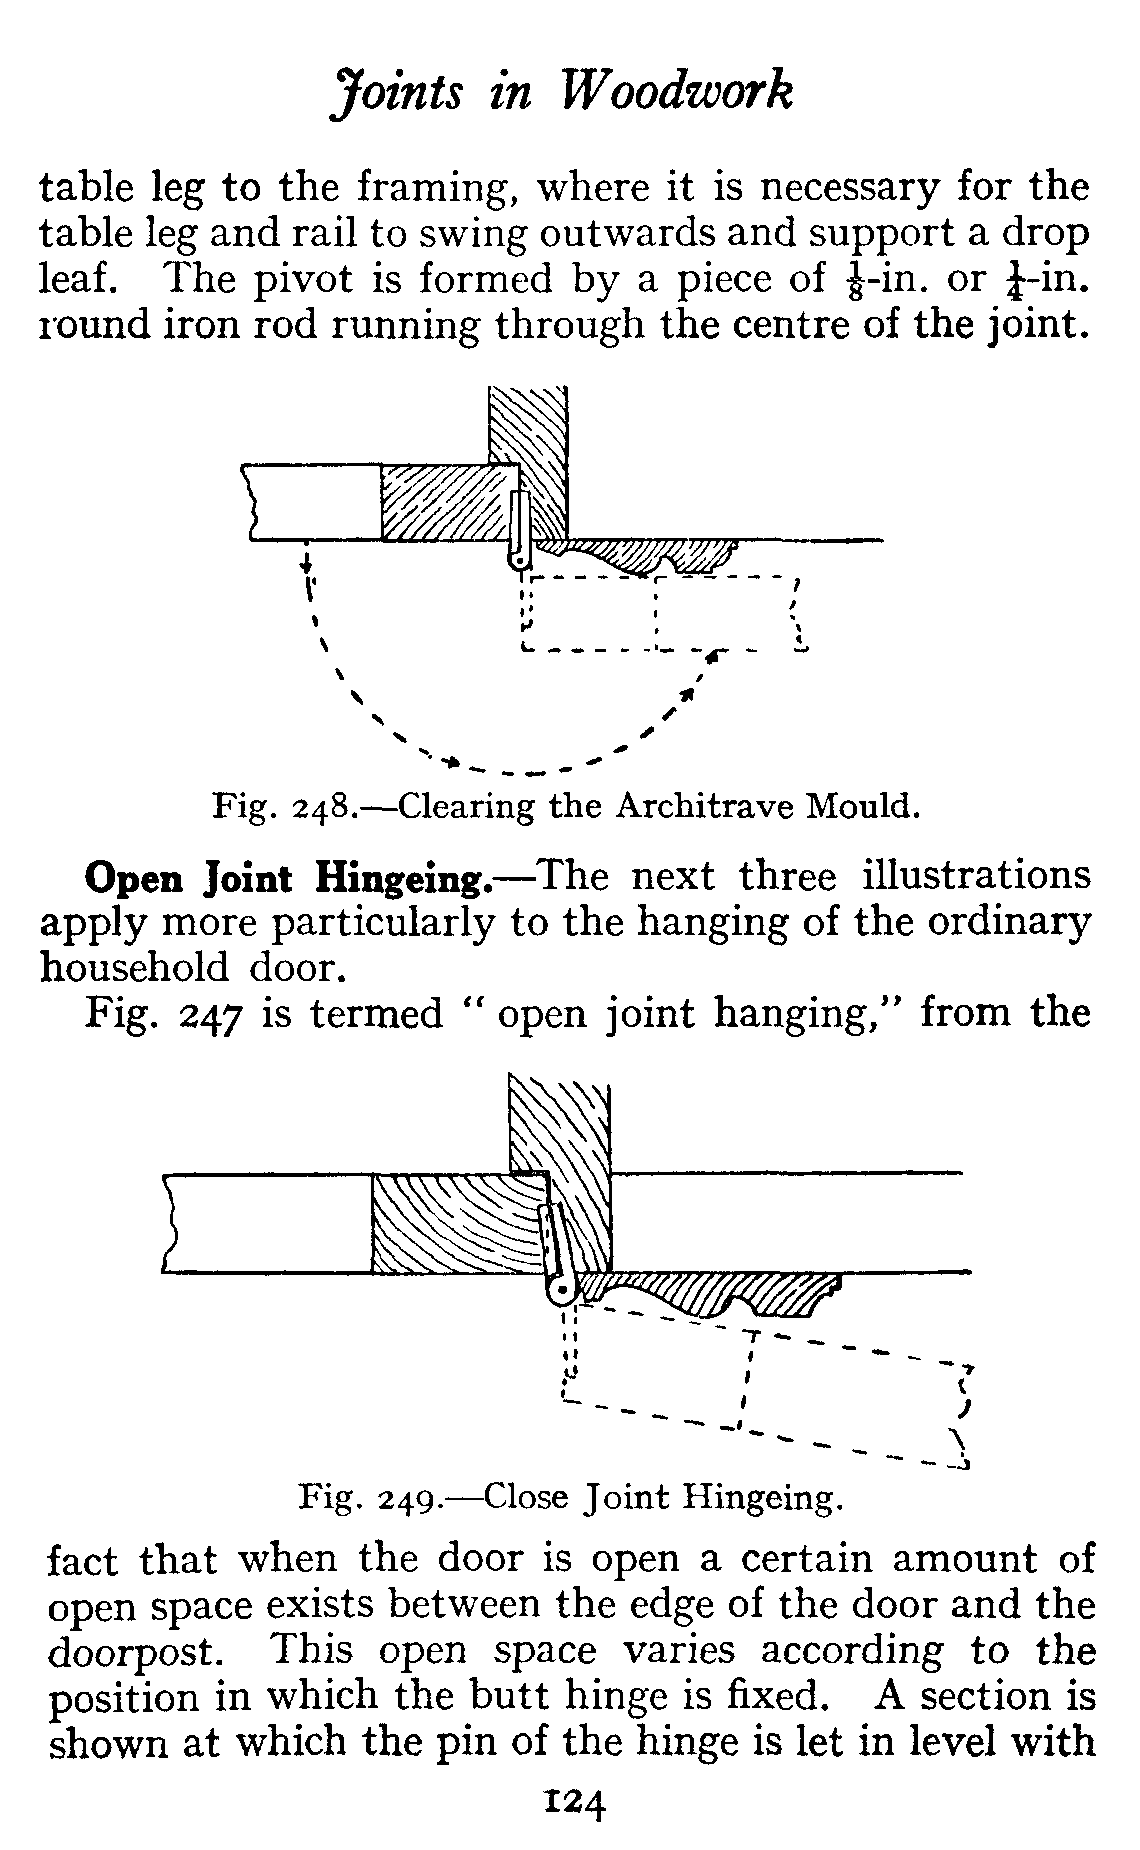 Joints in Woodwork
table leg to the framing, where it is necessary for the
table leg and rail to swing outwards and support a drop
leaf. The pivot is formed by a piece of ⅛-in. or ¼-in.
round iron rod running through the centre of the joint.
Fig. 248.—Clearing the Architrave Mould.
Open Joint Hingeing.—The next three illustrations
apply more particularly to the hanging of the ordinary
household door.
Fig. 247 is termed “ open joint hanging,” from the
Fig. 249.—Close Joint Hingeing.
fact that when the door is open a certain amount of
open space exists between the edge of the door and the
doorpost. This open space varies according to the
position in which the butt hinge is fixed. A section is
shown at which the pin of the hinge is let in level with
124